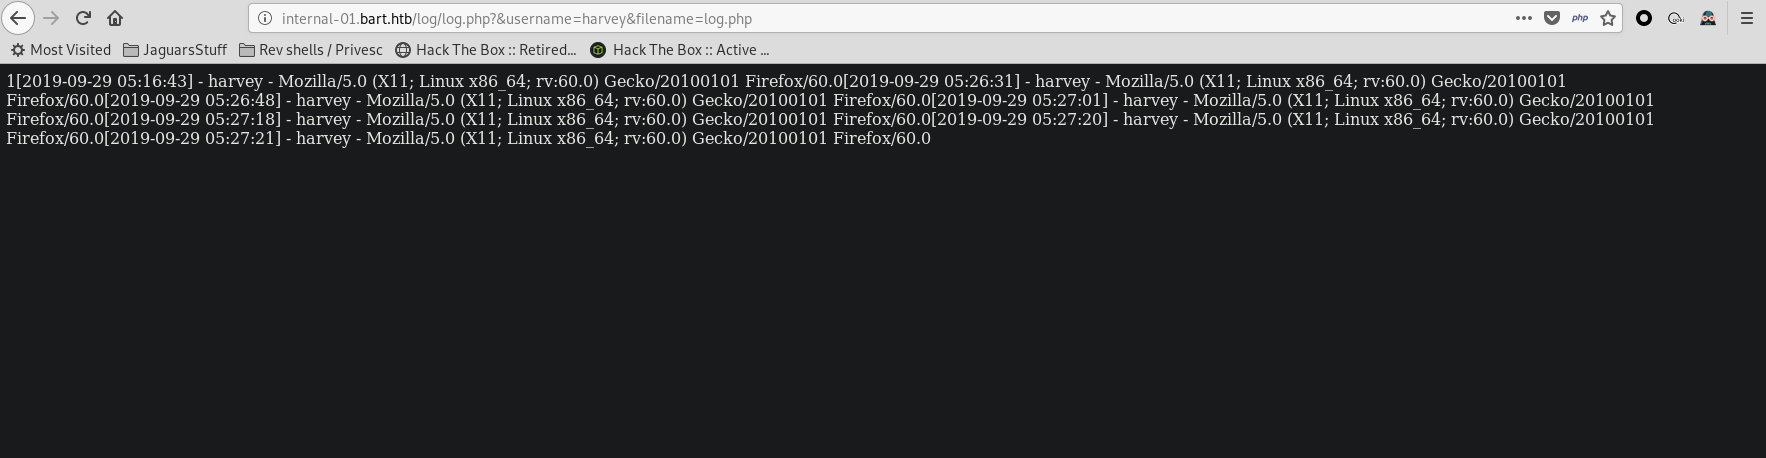 internal-01.bart.htb/log/log.php?&username=harvey&filename=log.php
php
Most Visited JaguarsStuff Rev shells / Privesc Hack The Box :: Retired... Hack The Box :: Active ...
1[2019-09-29 05:16:43] - harvey - Mozilla/5.0 (X11; Linux x86_64; rv:60.0) Gecko/20100101 Firefox/60.0[2019-09-29 05:26:31] - harvey - Mozilla/5.0 (X11; Linux x86_64; rv:60.0) Gecko/20100101
Firefox/60.0[2019-09-29 05:26:48] - harvey - Mozilla/5.0 (X11; Linux x86_64; rv:60.0) Gecko/20100101 Firefox/60.0[2019-09-29 05:27:01] - harvey - Mozilla/5.0 (X11; Linux x86_64; rv:60.0) Gecko/20100101
Firefox/60.0[2019-09-29 05:27:18] - harvey - Mozilla/5.0 (X11; Linux x86_64; rv:60.0) Gecko/20100101 Firefox/60.0[2019-09-29 05:27:20] - harvey - Mozilla/5.0 (X11; Linux x86_64; rv:60.0) Gecko/20100101
Firefox/60.0[2019-09-29 05:27:21] - harvey - Mozilla/5.0 (X11; Linux x86_64; rv:60.0) Gecko/20100101 Firefox/60.0